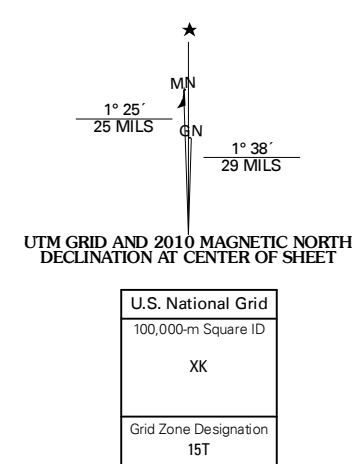 ★
MN
1° 25´
25 MILS
GN
1° 38´
29 MILS
UTM GRID AND 2010 MAGNETIC NORTH
DECLINATION AT CENTER OF SHEET
U.S. National Grid
100,000-m Square ID
XK
Grid Zone Designation
15T